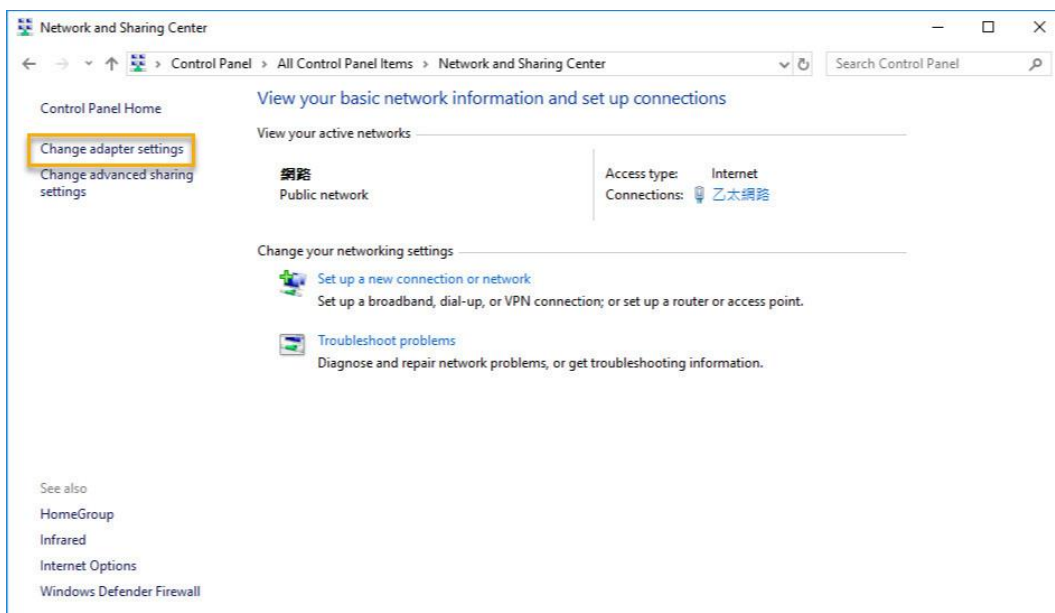 Network and Sharing Center
Control Panel > All Control Panel Items > Network and Sharing Center
Search Control Panel
Control Panel Home
Change adapter settings
Change advanced sharing
settings
View your basic network information and set up connections
View your active networks
網路
Public network
Access type: Internet
Connections: 乙太網路
Change your networking settings
Set up a new connection or network
Set up a broadband, dial-up, or VPN connection; or set up a router or access point.
Troubleshoot problems
Diagnose and repair network problems, or get troubleshooting information.
See also
HomeGroup
Infrared
Internet Options
Windows Defender Firewall